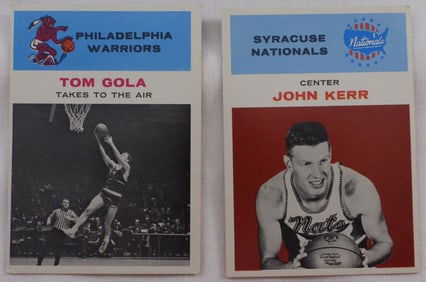 PHILADELPHIA
WARRIORS
TOM GOLA
TAKES TO THE AIR
SYRACUSE
NATIONALS
Nationals
CENTER
JOHN KERR
Nats